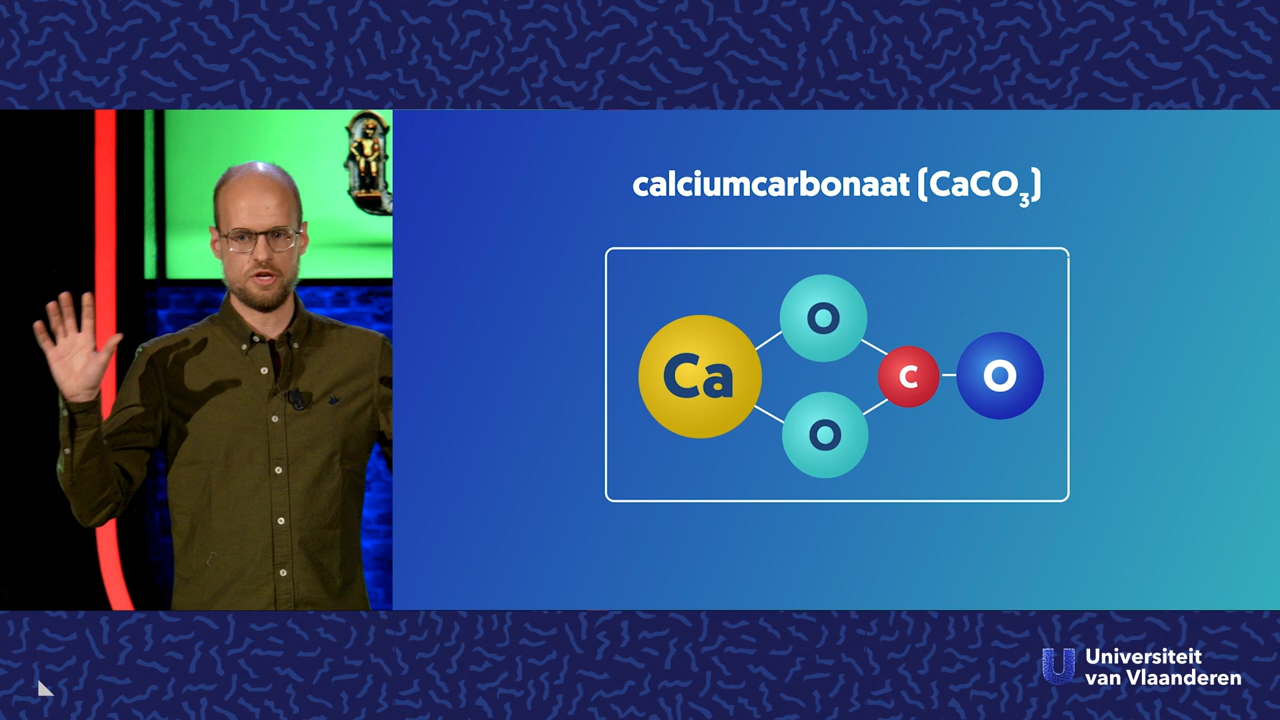 calciumcarbonaat (CaCO₃)
O
Ca
C
O
O
Universiteit
van Vlaanderen